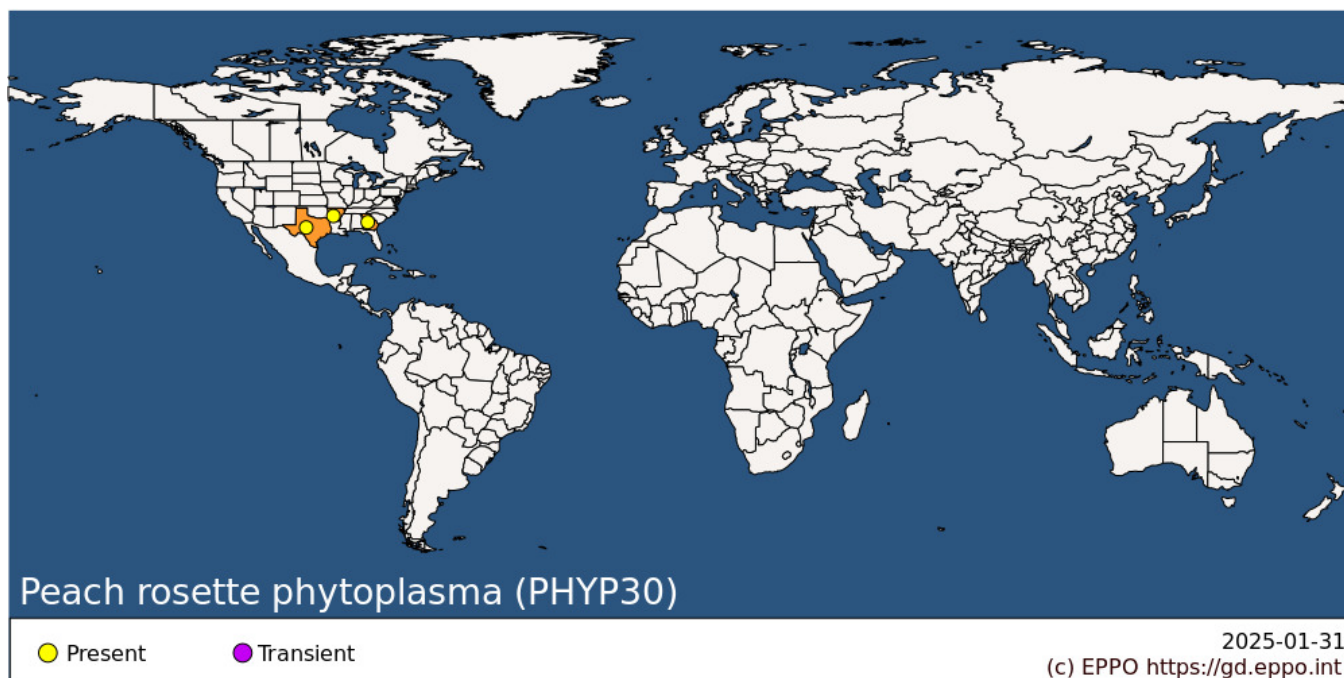 Peach rosette phytoplasma (PHYP30)
Present
Transient
2025-01-31
(c) EPPO https://gd.eppo.int